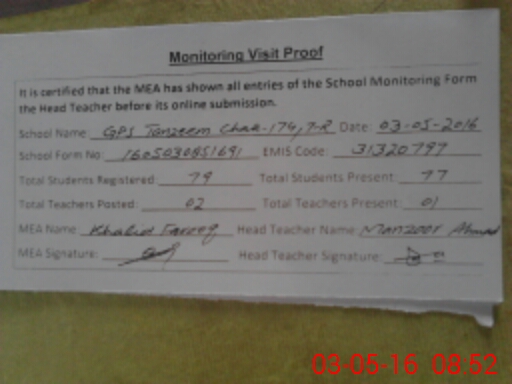 Monitoring Visit Proof
It is certified that the MEA has shown all entries of the School Monitoring Form
the Head Teacher before its online submission.
School Name: GPS Tanzeem Chak-174, 7-R Date: 03-05-2016
School Form No: 1605030851691 EMIS Code: 31320797
Total Students Registered: 79 Total Students Present: 77
Total Teachers Posted: 02 Total Teachers Present: 01
MEA Name Khalid Farooq Head Teacher Name Manzoor Ahmad
MEA Signature: Head Teacher Signature:
03-05-16 08:52